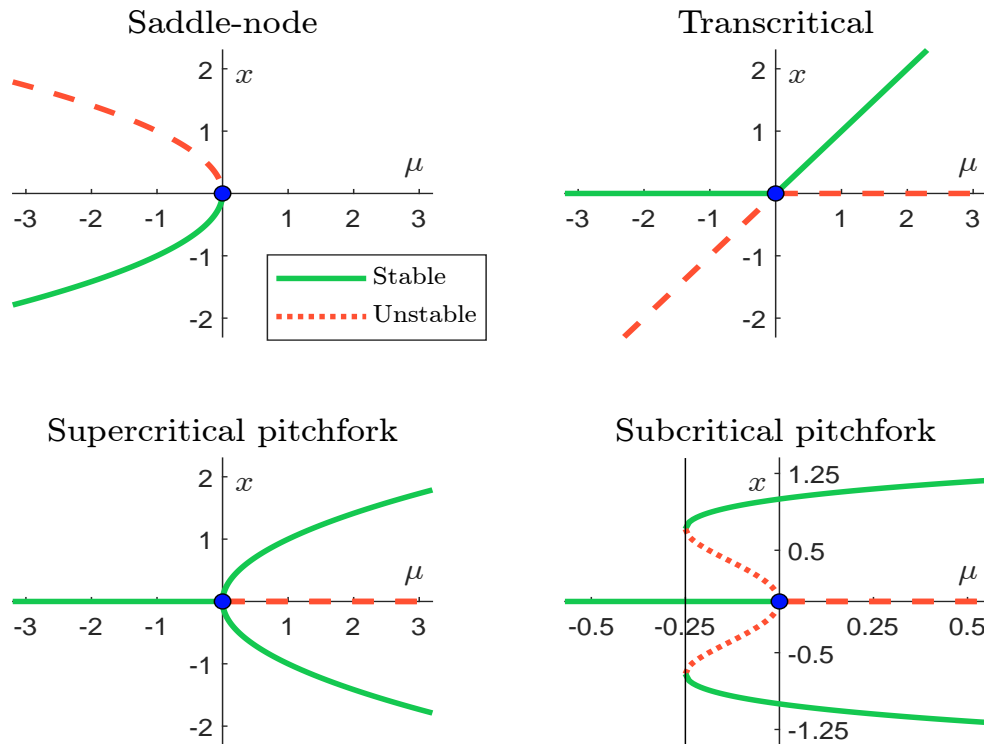 Saddle-node
2
x
1
μ
-3 -2 -1 1 2 3
-1
-2
Stable
Unstable
Transcritical
2
x
1
μ
-3 -2 -1 1 2 3
-1
-2
Supercritical pitchfork
2
x
1
μ
-3 -2 -1 1 2 3
-1
-2
Subcritical pitchfork
x 1.25
0.5
μ
-0.5 -0.25 0.25 0.5
-0.5
-1.25